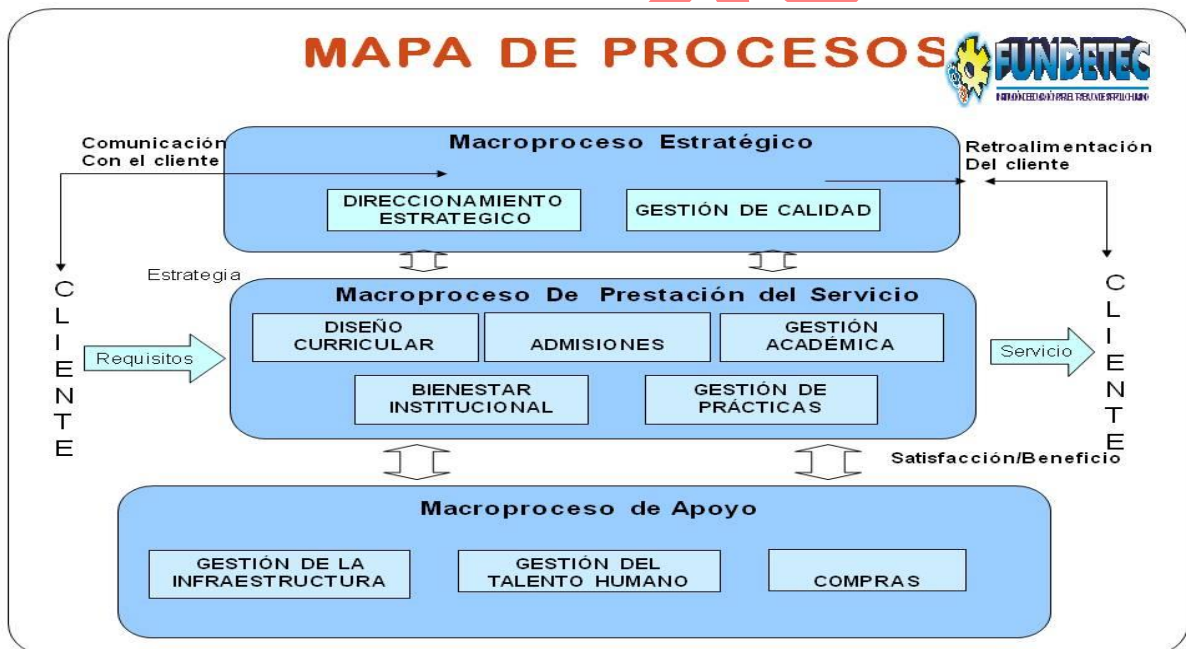 MAPA DE PROCESOS
FUNDETEC
Comunicación
Con el cliente
Macroproceso Estratégico
Retroalimentación
Del cliente
DIRECCIONAMIENTO
ESTRATEGICO
GESTIÓN DE CALIDAD
Estrategia
CLIENTE
Requisitos
Macroproceso De Prestación del Servicio
DISEÑO
CURRICULAR
ADMISIONES
GESTIÓN
ACADÉMICA
BIENESTAR
INSTITUCIONAL
GESTIÓN DE
PRÁCTICAS
Servicio
CLIENTE
Satisfacción/Beneficio
Macroproceso de Apoyo
GESTIÓN DE LA
INFRAESTRUCTURA
GESTIÓN DEL
TALENTO HUMANO
COMPRAS